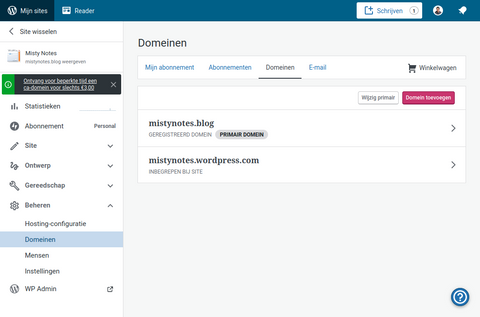 Mijn sites
Reader
Schrijven
1
Site wisselen
Misty Notes
mistynotes.blog weergeven
Ontvang voor beperkte tijd een
.ca-domein voor slechts €3,00
Statistieken
Abonnement
Personal
Site
Ontwerp
Gereedschap
Beheren
Hosting-configuratie
Domeinen
Mensen
Instellingen
WP Admin
Domeinen
Mijn abonnement
Abonnementen
Domeinen
E-mail
Winkelwagen
Wijzig primair
Domein toevoegen
mistynotes.blog
GEREGISTREERD DOMEIN
PRIMAIR DOMEIN
mistynotes.wordpress.com
INBEGREPEN BIJ SITE